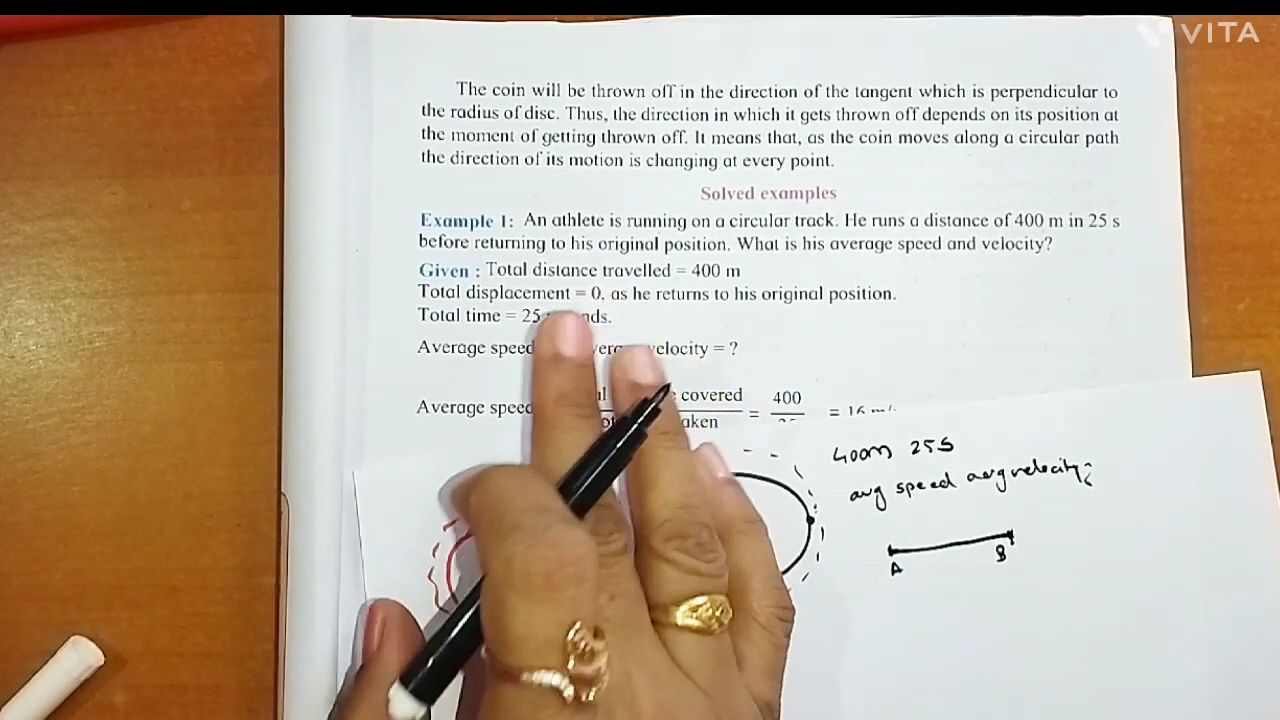 VITA
The coin will be thrown off in the direction of the tangent which is perpendicular to
the radius of disc. Thus, the direction in which it gets thrown off depends on its position at
the moment of getting thrown off. It means that, as the coin moves along a circular path
the direction of its motion is changing at every point.
Solved examples
Example 1: An athlete is running on a circular track. He runs a distance of 400 m in 25 s
before returning to his original position. What is his average speed and velocity?
Given : Total distance travelled = 400 m
Total displacement = 0, as he returns to his original position.
Total time = 25
Average speed velocity = ?
Average speed covered = 400 = 16
400m 25s
avg speed avg velocity?
A B